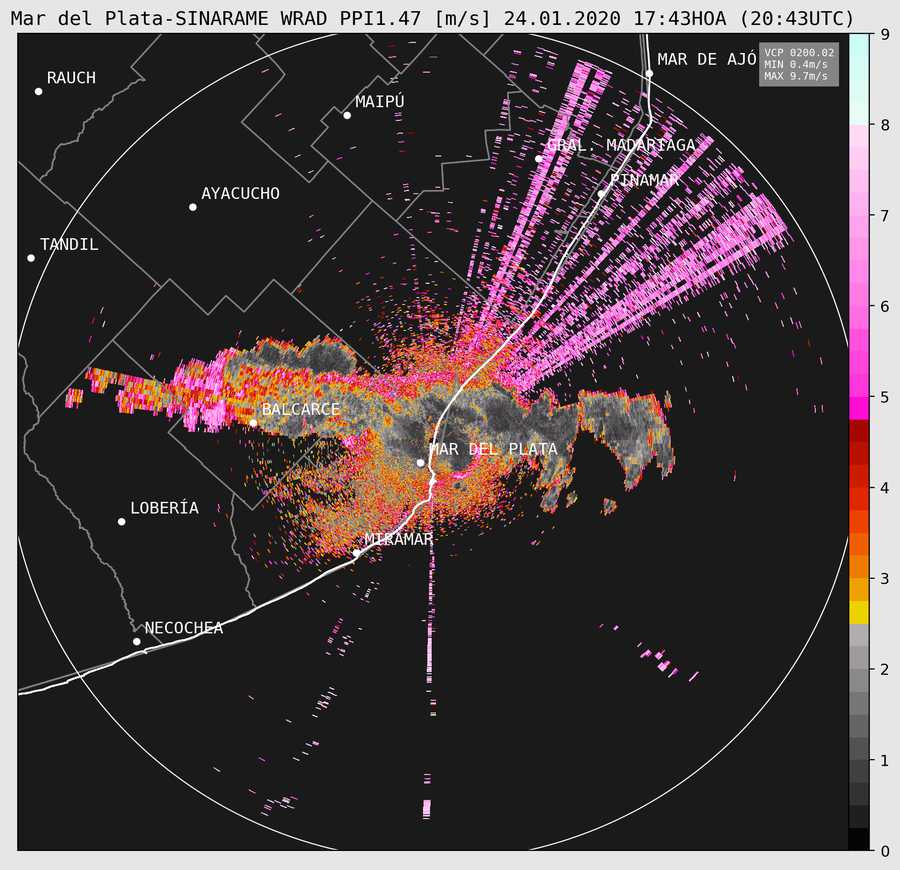 Mar del Plata-SINARAME WRAD PPI1.47 [m/s] 24.01.2020 17:43HOA (20:43UTC)
VCP 0200.02
MIN 0.4m/s
MAX 9.7m/s
MAR DE AJÓ
RAUCH
MAIPÚ
GRAL. MADARIAGA
PINAMAR
AYACUCHO
TANDIL
BALCARCE
MAR DEL PLATA
LOBERÍA
MIRAMAR
NECOCHEA
9
8
7
6
5
4
3
2
1
0